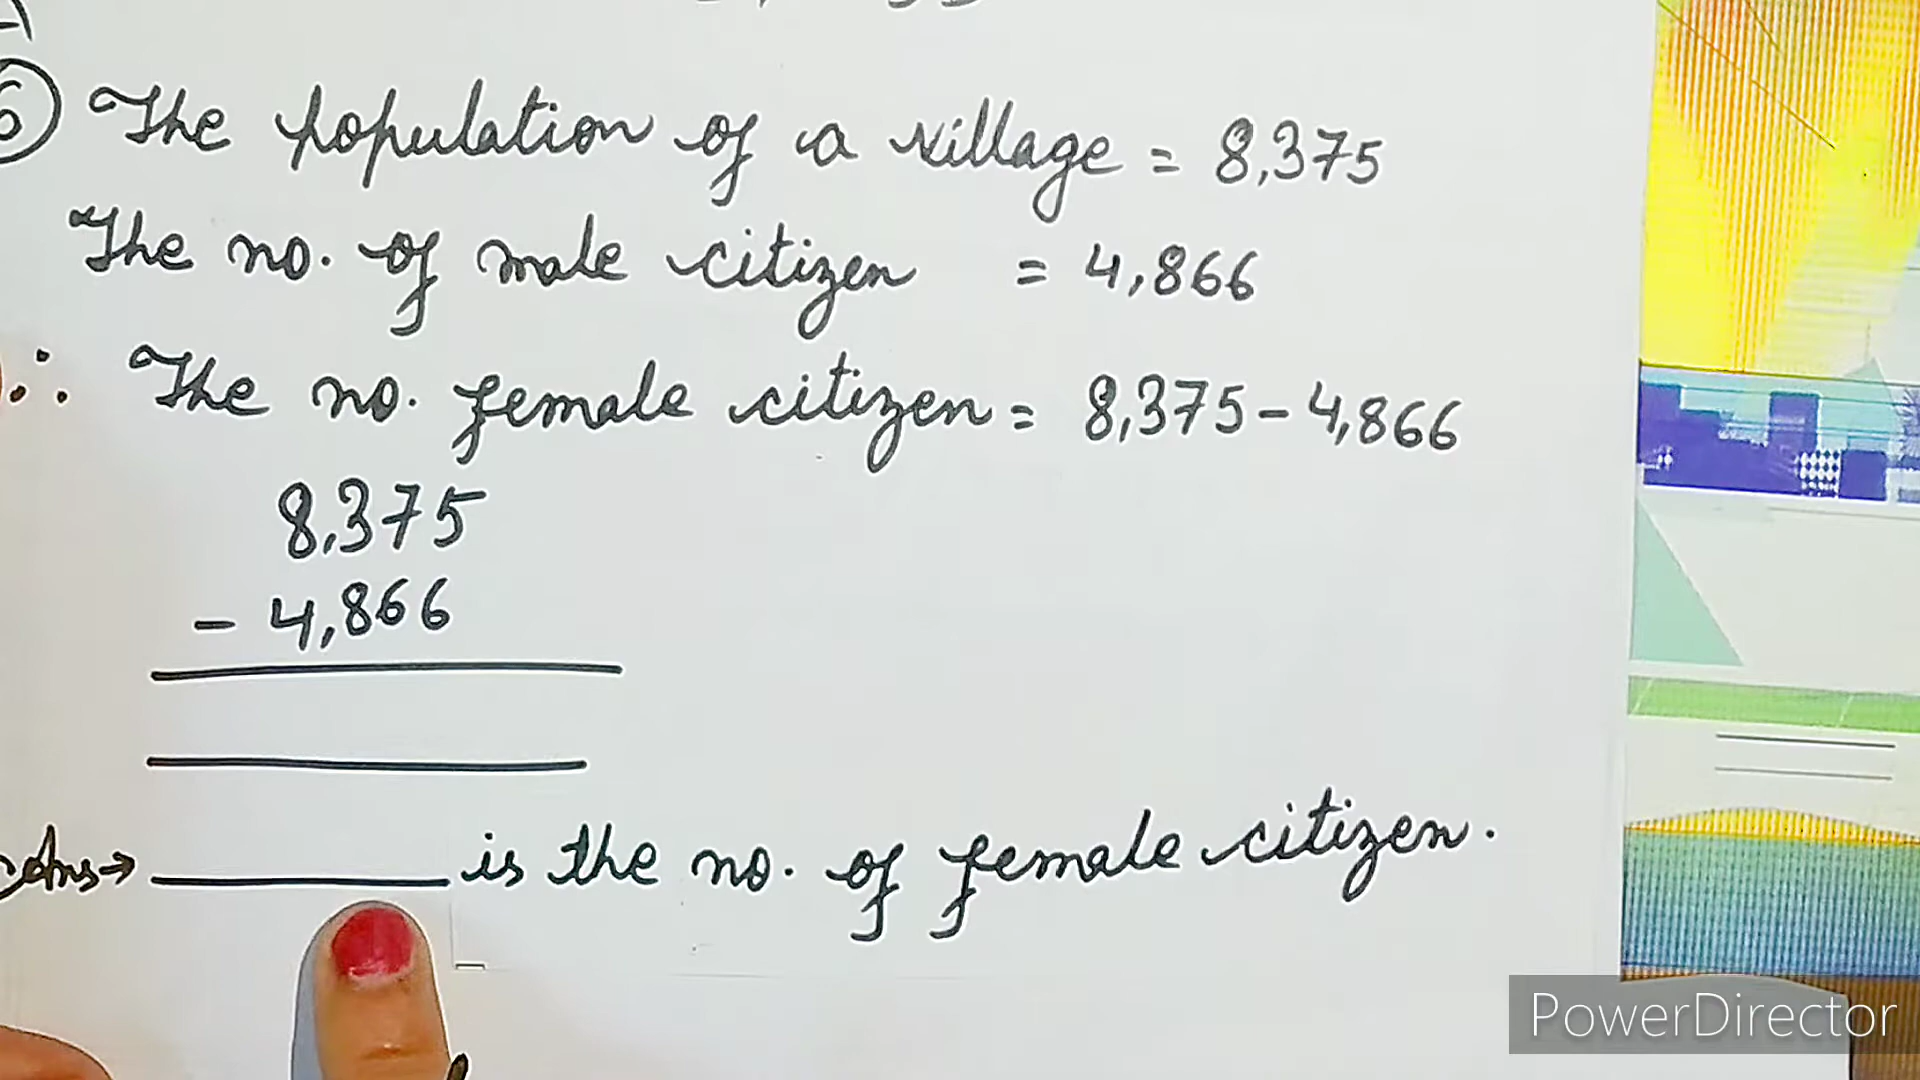 6 The population of a village = 8,375
The no. of male citizen = 4,866
∴ The no. female citizen = 8,375 - 4,866
8,375
- 4,866
Ans→ ______ is the no. of female citizen.
PowerDirector